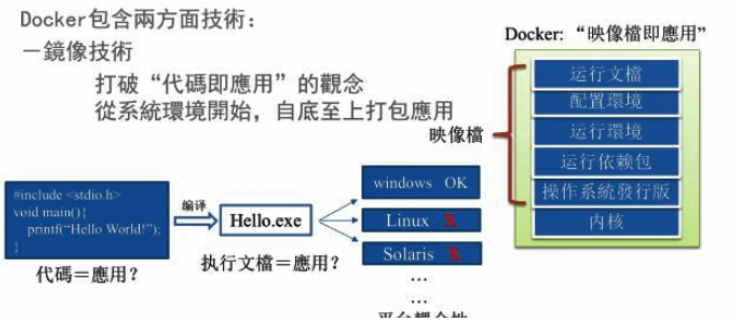 Docker包含兩方面技術：
－鏡像技術
打破“代碼即應用”的觀念
從系統環境開始，自底至上打包應用
Docker: “映像檔即應用”
映像檔
运行文檔
配置環境
运行環境
运行依赖包
操作系統發行版
内核
#include <stdio.h>
void main(){
printf("Hello World!");
}
代碼＝應用？
编译
Hello.exe
执行文檔＝應用？
windows OK
Linux X
Solaris X
…
…